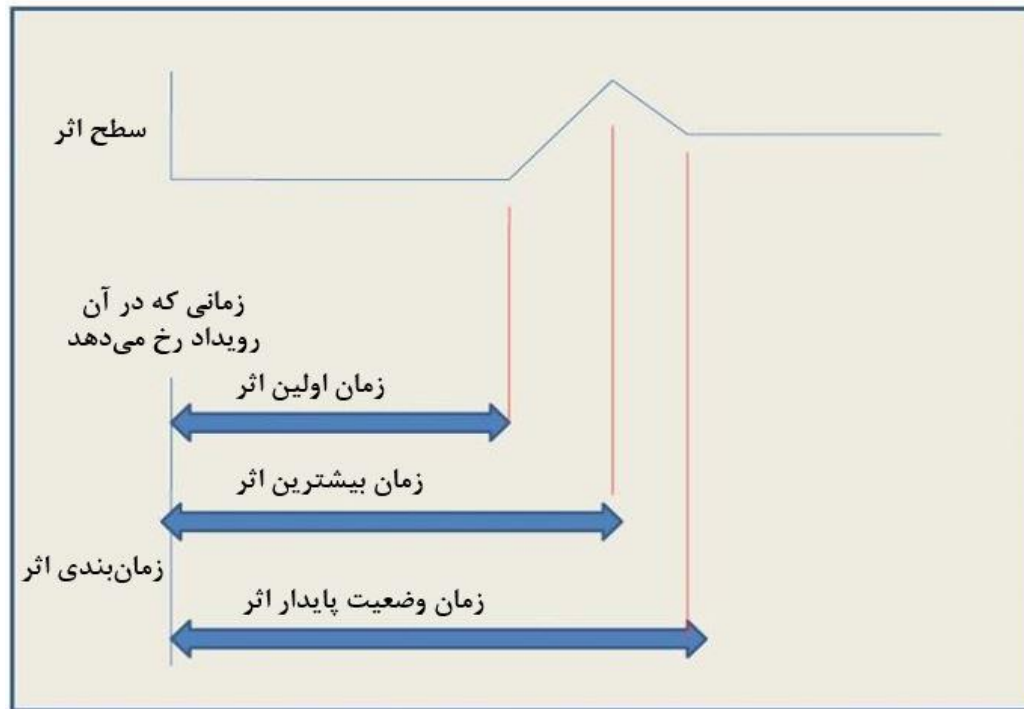 سطح اثر
زمانی که در آن
رویداد رخ می‌دهد
زمان اولین اثر
زمان بیشترین اثر
زمان‌بندی اثر
زمان وضعیت پایدار اثر